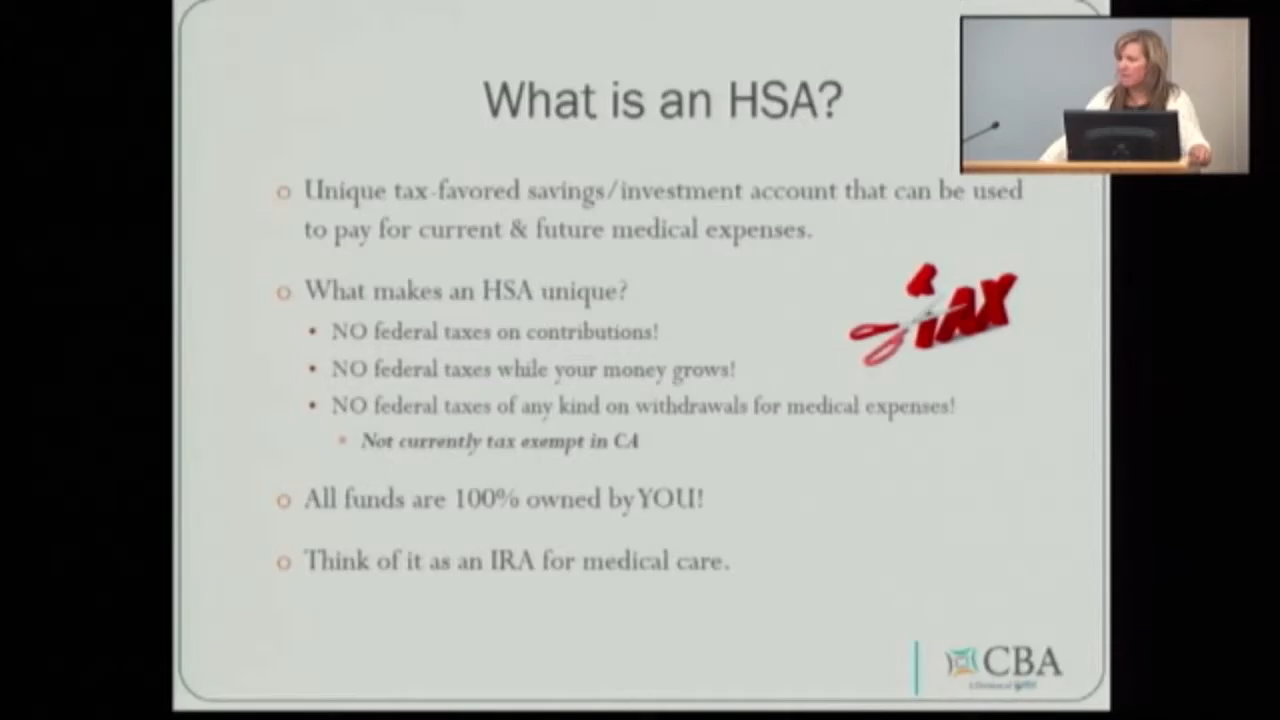 What is an HSA?
Unique tax-favored savings/investment account that can be used
to pay for current & future medical expenses.
What makes an HSA unique?
NO federal taxes on contributions!
NO federal taxes while your money grows!
TAX
NO federal taxes of any kind on withdrawals for medical expenses!
Not currently tax exempt in CA
All funds are 100% owned by YOU!
Think of it as an IRA for medical care.
CBA
A Division of